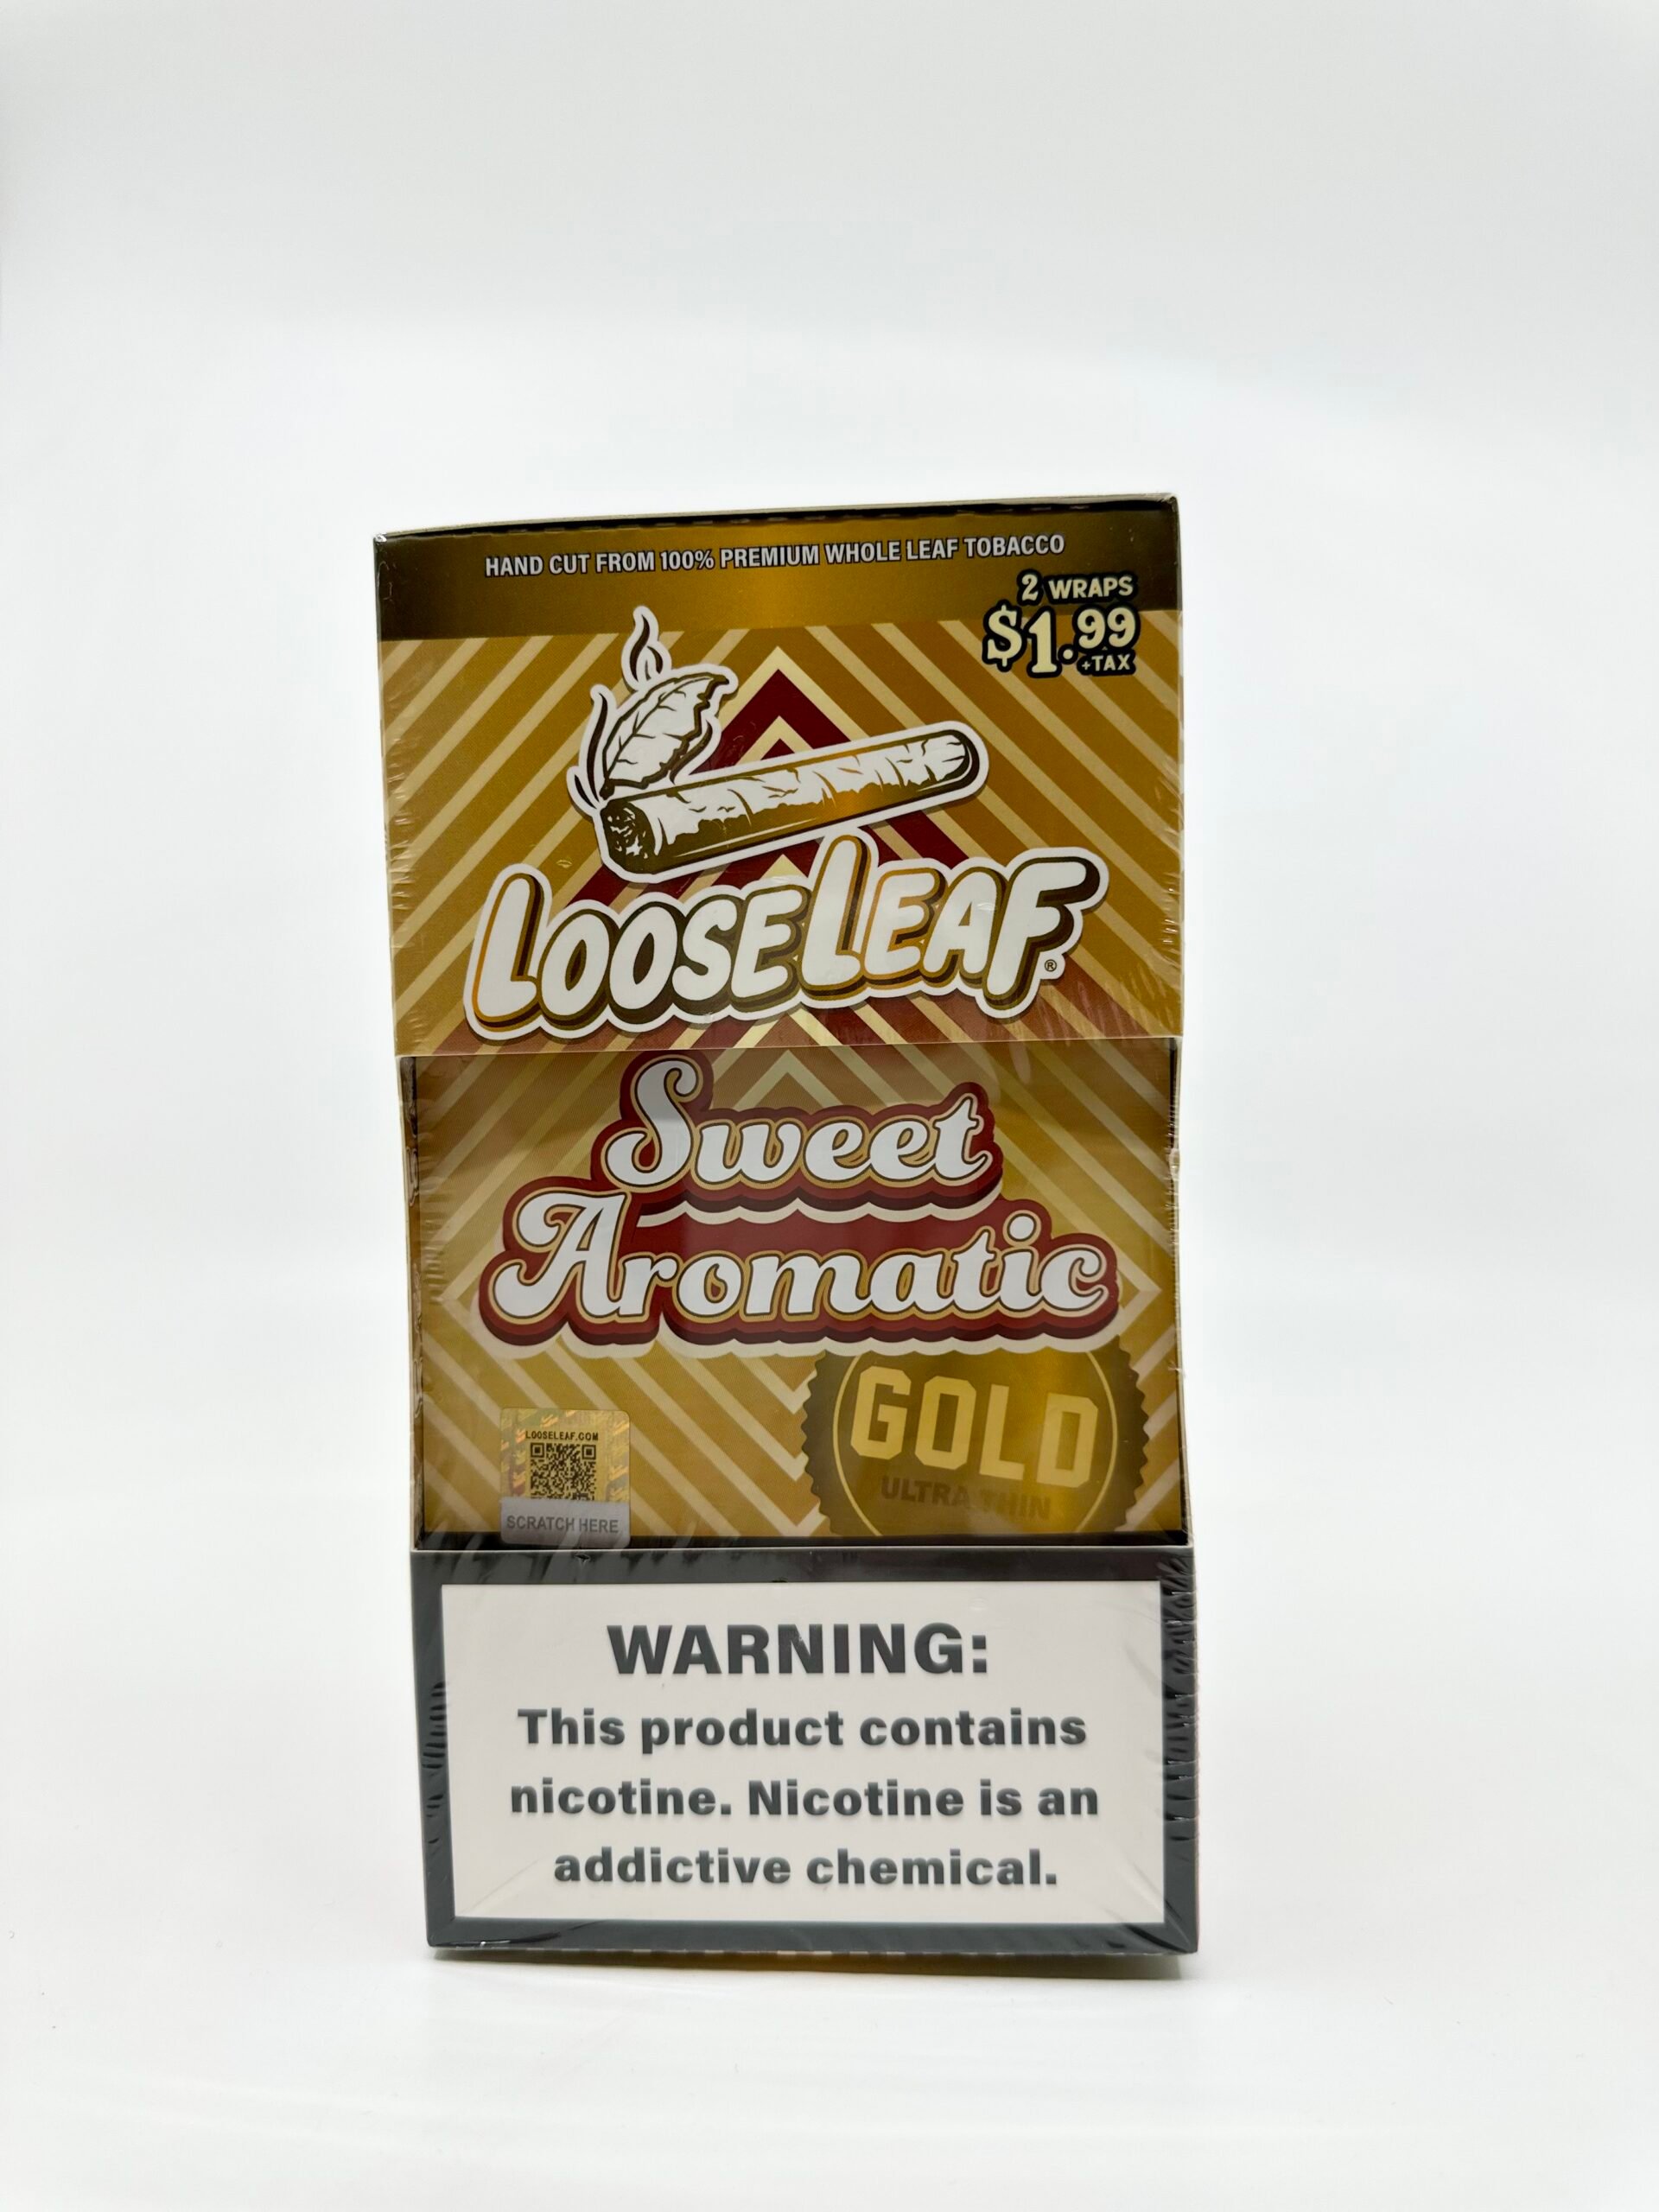 HAND CUT FROM 100% PREMIUM WHOLE LEAF TOBACCO
2 WRAPS
$1.99
+TAX
LOOSELEAF®
Sweet
Aromatic
GOLD
ULTRA THIN
LOOSELEAF.COM
SCRATCH HERE
WARNING:
This product contains
nicotine. Nicotine is an
addictive chemical.